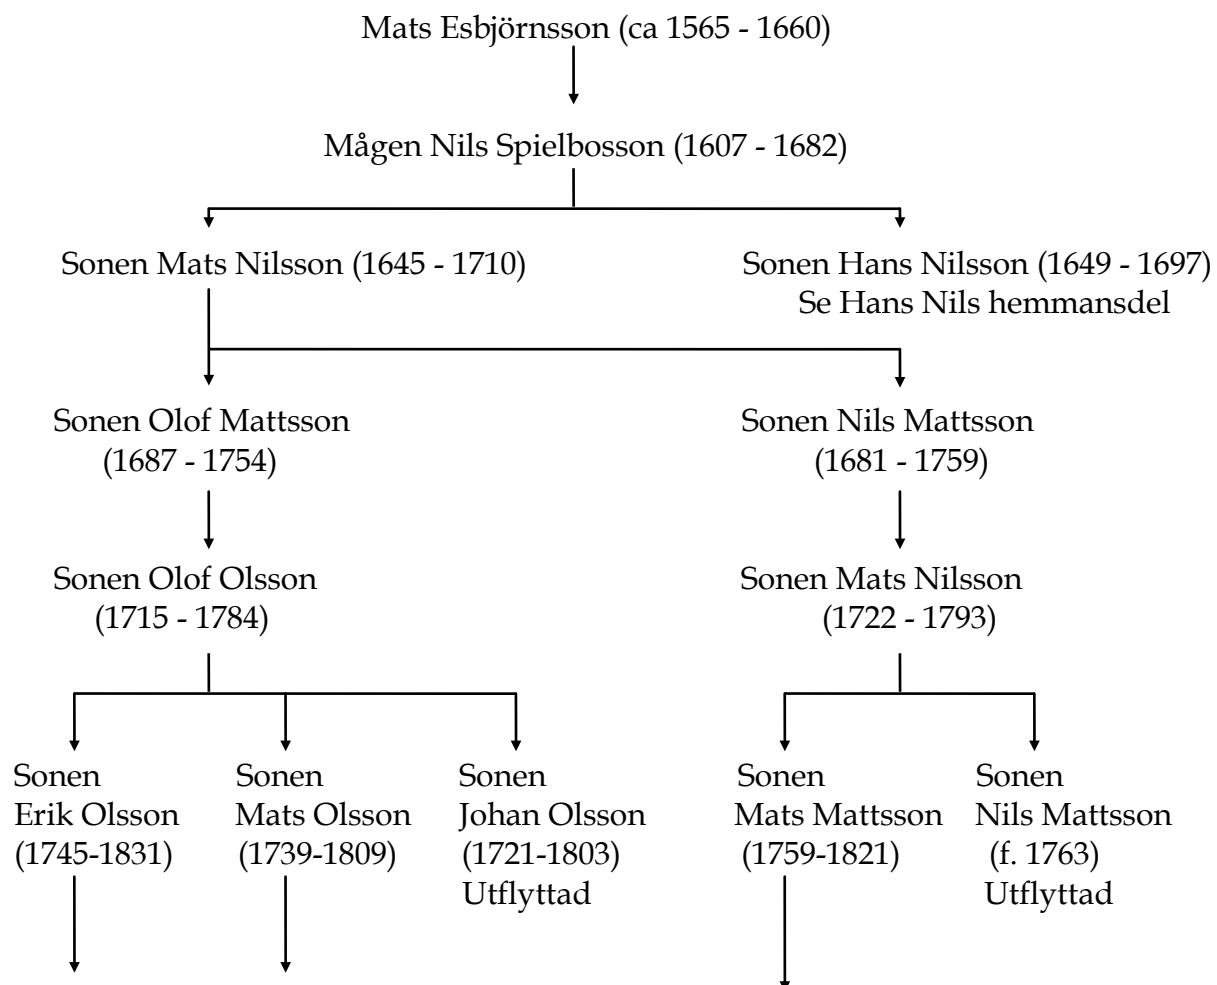 Mats Esbjörnsson (ca 1565 - 1660)
Mågen Nils Spielbosson (1607 - 1682)
Sonen Mats Nilsson (1645 - 1710)
Sonen Hans Nilsson (1649 - 1697)
Se Hans Nils hemmansdel
Sonen Olof Mattsson
(1687 - 1754)
Sonen Nils Mattsson
(1681 - 1759)
Sonen Olof Olsson
(1715 - 1784)
Sonen Mats Nilsson
(1722 - 1793)
Sonen
Erik Olsson
(1745-1831)
Sonen
Mats Olsson
(1739-1809)
Sonen
Johan Olsson
(1721-1803)
Utflyttad
Sonen
Mats Mattsson
(1759-1821)
Sonen
Nils Mattsson
(f. 1763)
Utflyttad